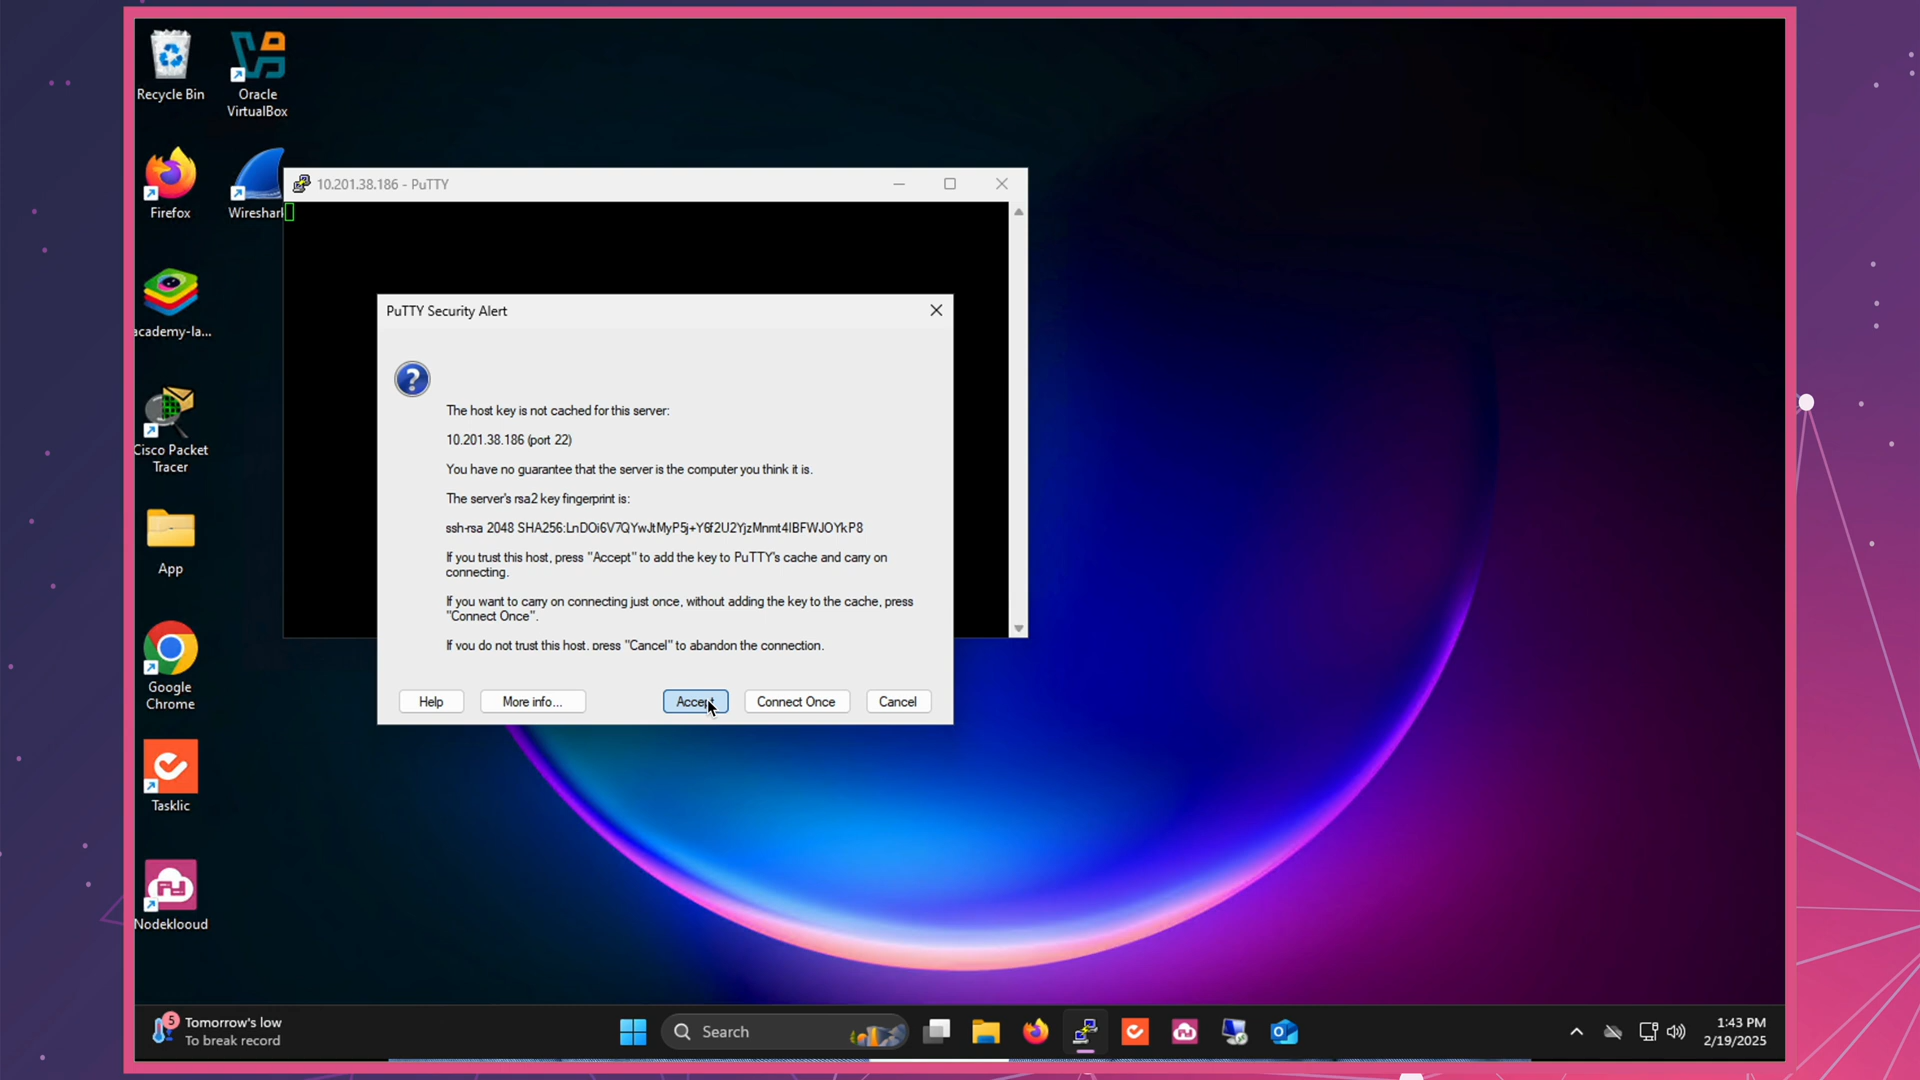 Recycle Bin
Oracle
VirtualBox
Firefox
Wireshark
academy-la...
Cisco Packet
Tracer
App
Google
Chrome
Tasklic
Nodeklooud
10.201.38.186 - PuTTY
PuTTY Security Alert
The host key is not cached for this server:
10.201.38.186 (port 22)
You have no guarantee that the server is the computer you think it is.
The server's rsa2 key fingerprint is:
ssh-rsa 2048 SHA256:LnDOi6V7QYwJtMyP5j+Y6f2U2YjzMnmt4IBFWJOYkP8
If you trust this host, press "Accept" to add the key to PuTTY's cache and carry on
connecting.
If you want to carry on connecting just once, without adding the key to the cache, press
"Connect Once".
If you do not trust this host, press "Cancel" to abandon the connection.
Help
More info...
Accept
Connect Once
Cancel
5
Tomorrow's low
To break record
Search
1:43 PM
2/19/2025